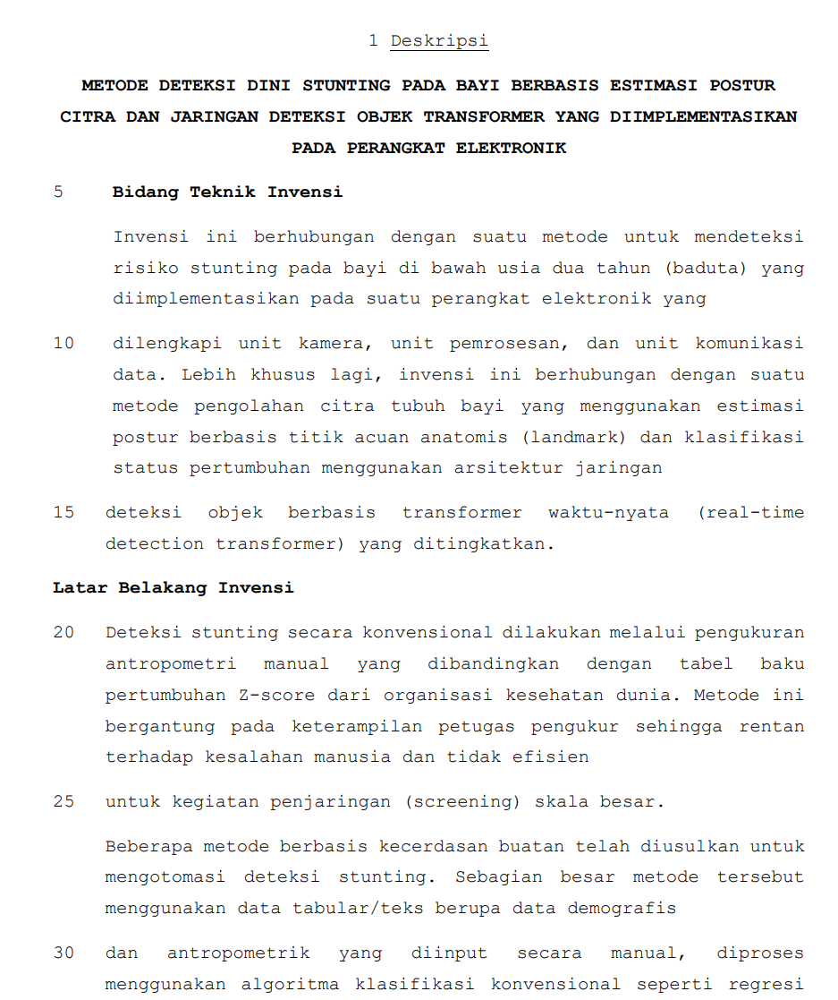 1 Deskripsi
METODE DETEKSI DINI STUNTING PADA BAYI BERBASIS ESTIMASI POSTUR
CITRA DAN JARINGAN DETEKSI OBJEK TRANSFORMER YANG DIIMPLEMENTASIKAN
PADA PERANGKAT ELEKTRONIK
5 Bidang Teknik Invensi
Invensi ini berhubungan dengan suatu metode untuk mendeteksi
risiko stunting pada bayi di bawah usia dua tahun (baduta) yang
diimplementasikan pada suatu perangkat elektronik yang
10 dilengkapi unit kamera, unit pemrosesan, dan unit komunikasi
data. Lebih khusus lagi, invensi ini berhubungan dengan suatu
metode pengolahan citra tubuh bayi yang menggunakan estimasi
postur berbasis titik acuan anatomis (landmark) dan klasifikasi
status pertumbuhan menggunakan arsitektur jaringan
15 deteksi objek berbasis transformer waktu-nyata (real-time
detection transformer) yang ditingkatkan.
Latar Belakang Invensi
20 Deteksi stunting secara konvensional dilakukan melalui pengukuran
antropometri manual yang dibandingkan dengan tabel baku
pertumbuhan Z-score dari organisasi kesehatan dunia. Metode ini
bergantung pada keterampilan petugas pengukur sehingga rentan
terhadap kesalahan manusia dan tidak efisien
25 untuk kegiatan penjaringan (screening) skala besar.
Beberapa metode berbasis kecerdasan buatan telah diusulkan untuk
mengotomasi deteksi stunting. Sebagian besar metode tersebut
menggunakan data tabular/teks berupa data demografis
30 dan antropometrik yang diinput secara manual, diproses
menggunakan algoritma klasifikasi konvensional seperti regresi